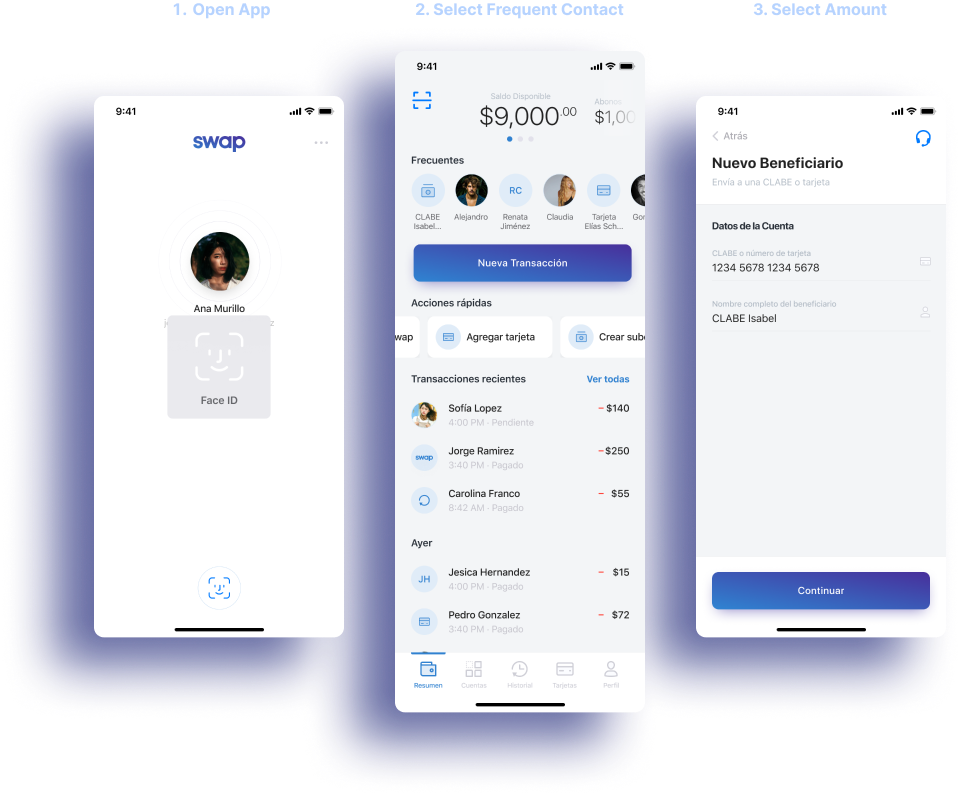 1. Open App
2. Select Frequent Contact
3. Select Amount
9:41
swap
Ana Murillo
Face ID
9:41
Saldo Disponible
$9,000.00
Abonos
$1,00
Frecuentes
RC
CLABE Isabel...
Alejandro
Renata Jiménez
Claudia
Tarjeta Elías Sch...
Gon
Nueva Transacción
Acciones rápidas
wap
Agregar tarjeta
Crear sub
Transacciones recientes
Ver todas
Sofía Lopez
− $140
4:00 PM · Pendiente
swap
Jorge Ramirez
− $250
3:40 PM · Pagado
Carolina Franco
− $55
8:42 AM · Pagado
Ayer
JH
Jesica Hernandez
− $15
4:00 PM · Pagado
Pedro Gonzalez
− $72
3:40 PM · Pagado
Resumen
Cuentas
Historial
Tarjetas
Perfil
9:41
Atrás
Nuevo Beneficiario
Envía a una CLABE o tarjeta
Datos de la Cuenta
CLABE o número de tarjeta
1234 5678 1234 5678
Nombre completo del beneficiario
CLABE Isabel
Continuar